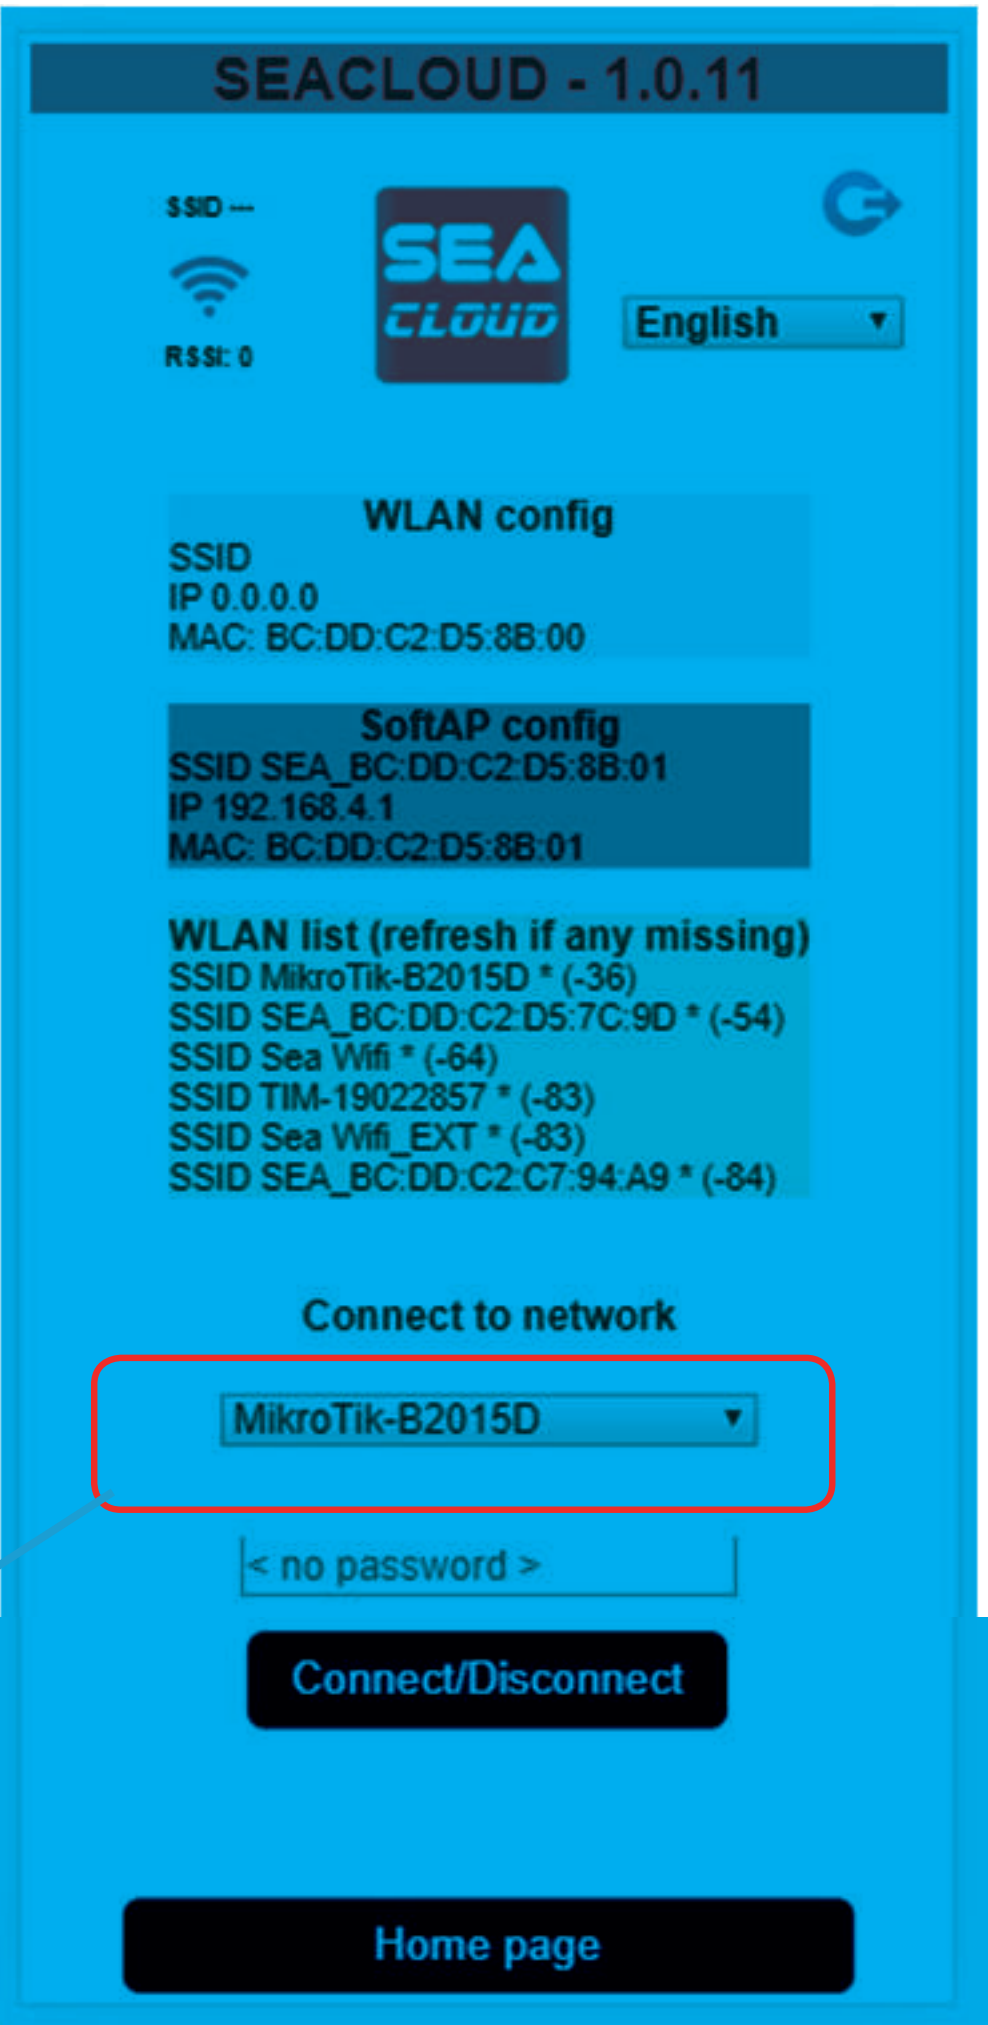 SEACLOUD - 1.0.11
SSID ---
SEA
CLOUD
English
RSSI: 0
WLAN config
SSID
IP 0.0.0.0
MAC: BC:DD:C2:D5:8B:00
SoftAP config
SSID SEA_BC:DD:C2:D5:8B:01
IP 192.168.4.1
MAC: BC:DD:C2:D5:8B:01
WLAN list (refresh if any missing)
SSID MikroTik-B2015D * (-36)
SSID SEA_BC:DD:C2:D5:7C:9D * (-54)
SSID Sea Wifi * (-64)
SSID TIM-19022857 * (-83)
SSID Sea Wifi_EXT * (-83)
SSID SEA_BC:DD:C2:C7:94:A9 * (-84)
Connect to network
MikroTik-B2015D
< no password >
Connect/Disconnect
Home page